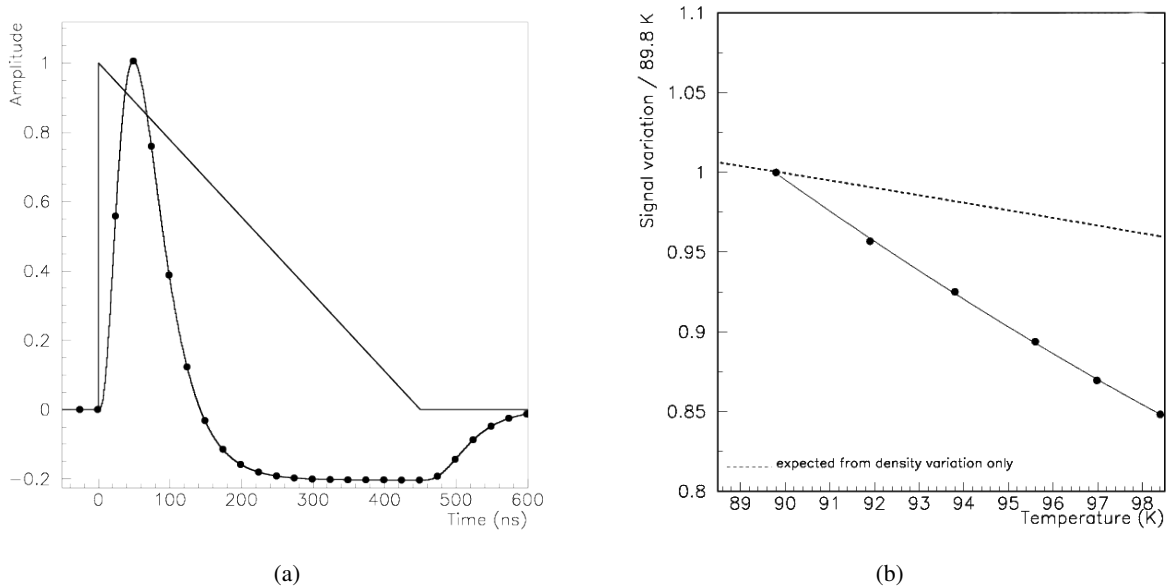 Amplitude
1
0.8
0.6
0.4
0.2
0
−0.2
0 100 200 300 400 500 600
Time (ns)
(a)
Signal variation / 89.8 K
1.1
1.05
1
0.95
0.9
0.85
0.8
expected from density variation only
89 90 91 92 93 94 95 96 97 98
Temperature (K)
(b)